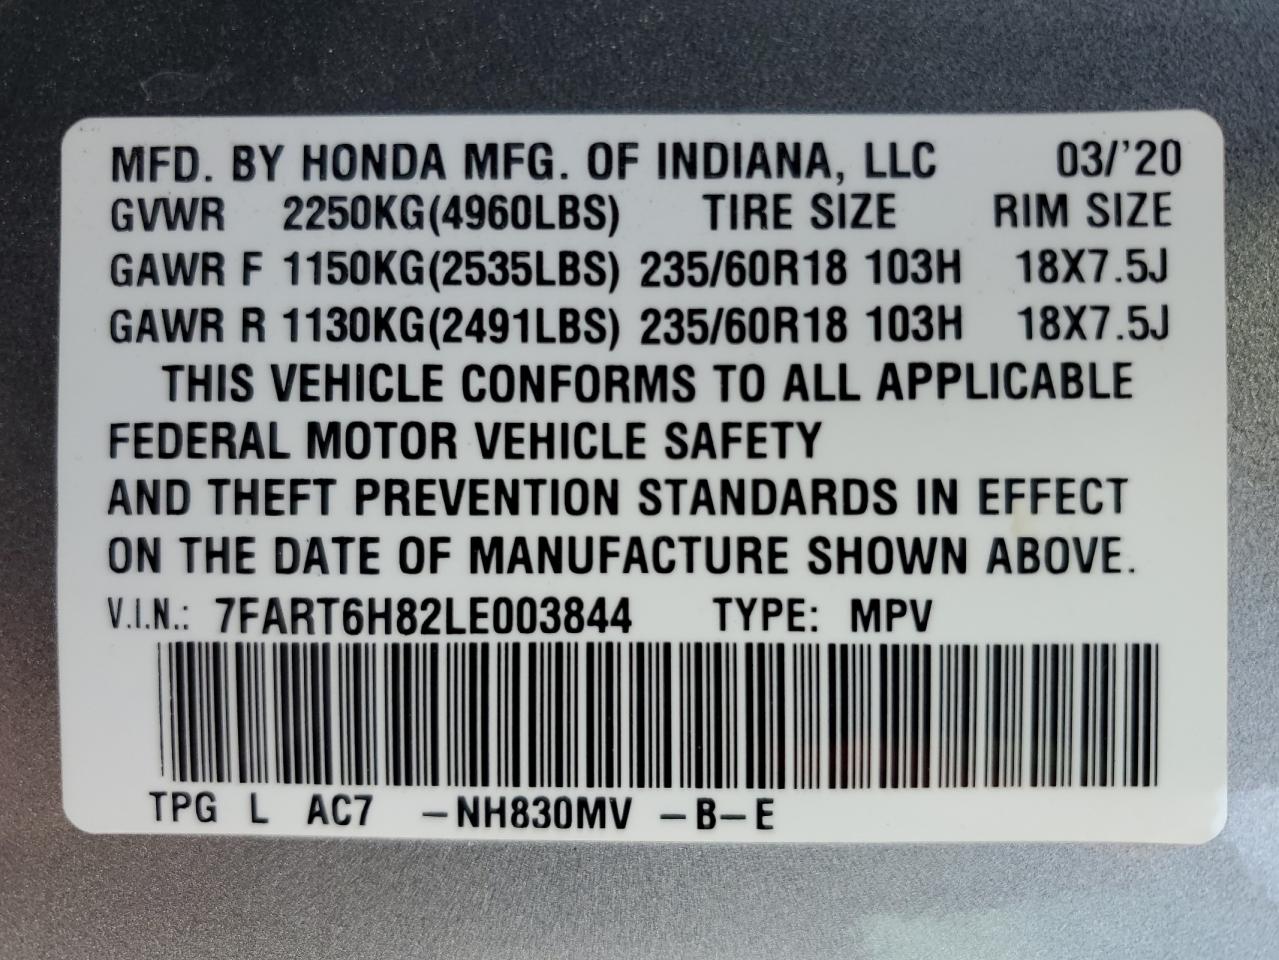 MFD. BY HONDA MFG. OF INDIANA, LLC 03/'20
GVWR 2250KG(4960LBS) TIRE SIZE RIM SIZE
GAWR F 1150KG(2535LBS) 235/60R18 103H 18X7.5J
GAWR R 1130KG(2491LBS) 235/60R18 103H 18X7.5J
THIS VEHICLE CONFORMS TO ALL APPLICABLE
FEDERAL MOTOR VEHICLE SAFETY
AND THEFT PREVENTION STANDARDS IN EFFECT
ON THE DATE OF MANUFACTURE SHOWN ABOVE.
V.I.N.: 7FART6H82LE003844 TYPE: MPV
TPG L AC7 –NH830MV –B–E